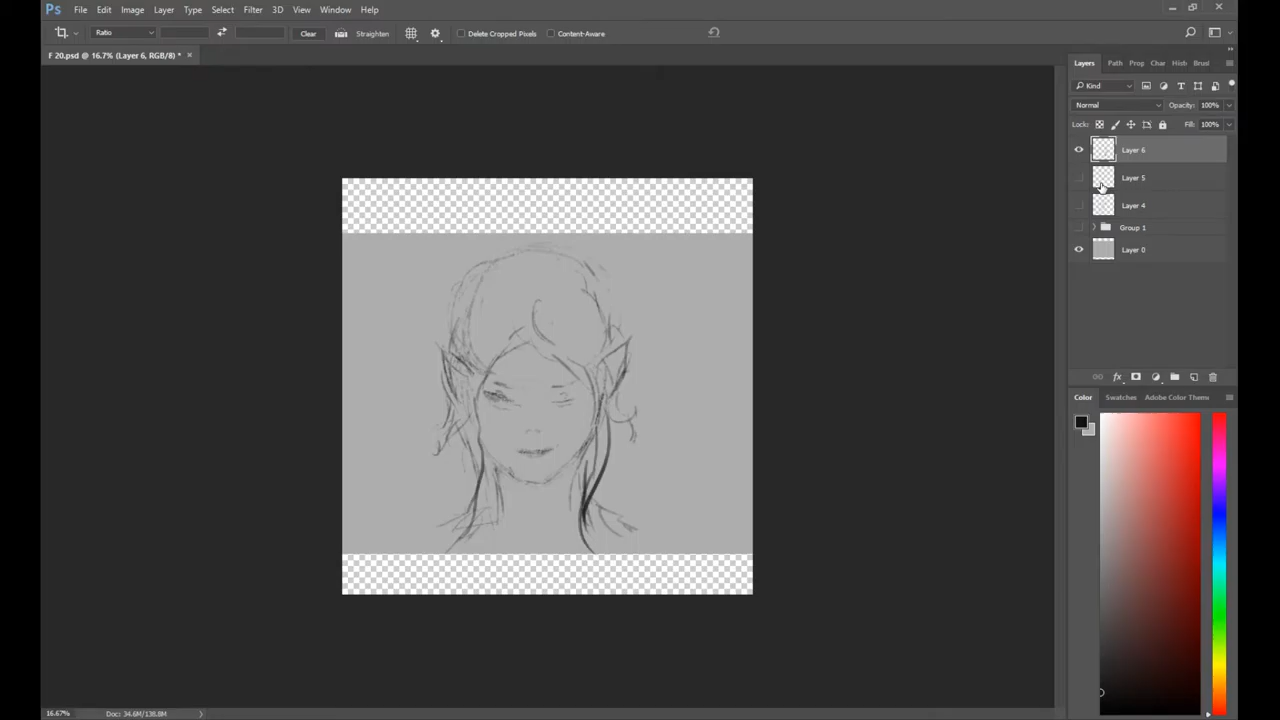 Ps File Edit Image Layer Type Select Filter 3D View Window Help
Ratio Clear Straighten Delete Cropped Pixels Content-Aware
F 20.psd @ 16.7% (Layer 6, RGB/8) * ×
Layers Path Prop Char Hist Brus
Kind
Normal Opacity: 100%
Lock: Fill: 100%
Layer 6
Layer 5
Layer 4
Group 1
Layer 0
fx
Color Swatches Adobe Color Theme
16.67% Doc: 34.6M/138.8M